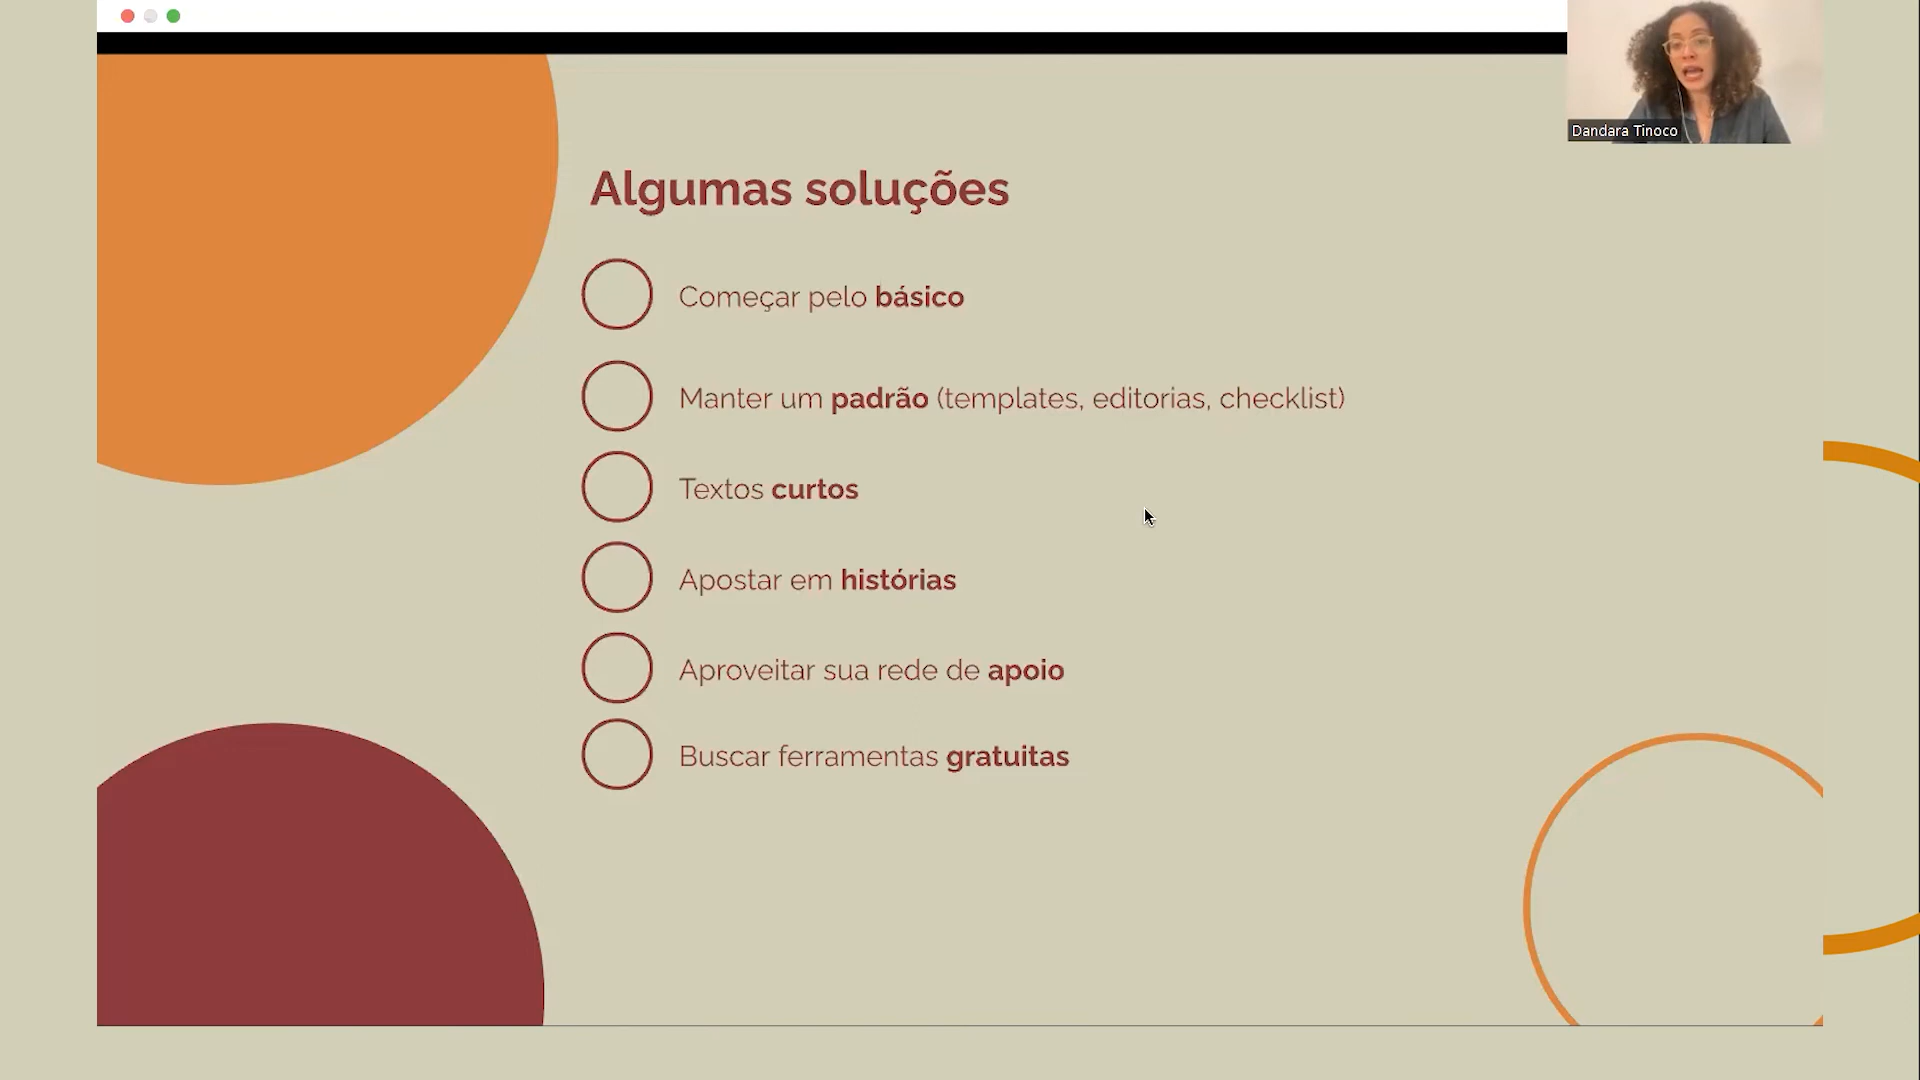 Dandara Tinoco
Algumas soluções
Começar pelo básico
Manter um padrão (templates, editorias, checklist)
Textos curtos
Apostar em histórias
Aproveitar sua rede de apoio
Buscar ferramentas gratuitas